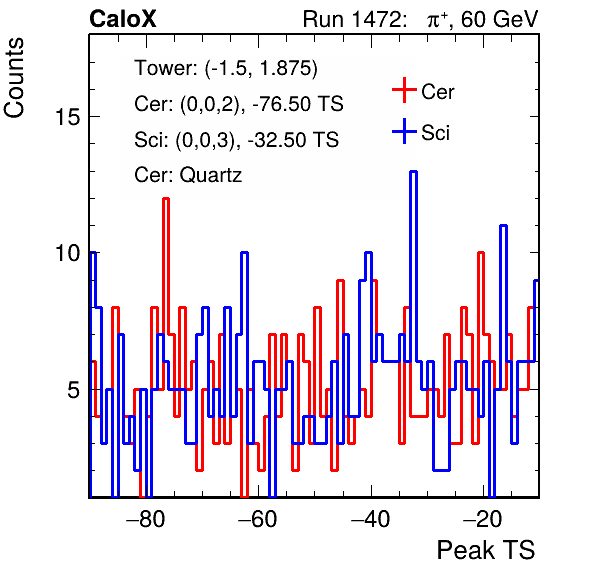 CaloX Run 1472: π⁺, 60 GeV
Counts
Tower: (-1.5, 1.875)
Cer: (0,0,2), -76.50 TS
Sci: (0,0,3), -32.50 TS
Cer: Quartz
Cer
Sci
15
10
5
−80 −60 −40 −20
Peak TS